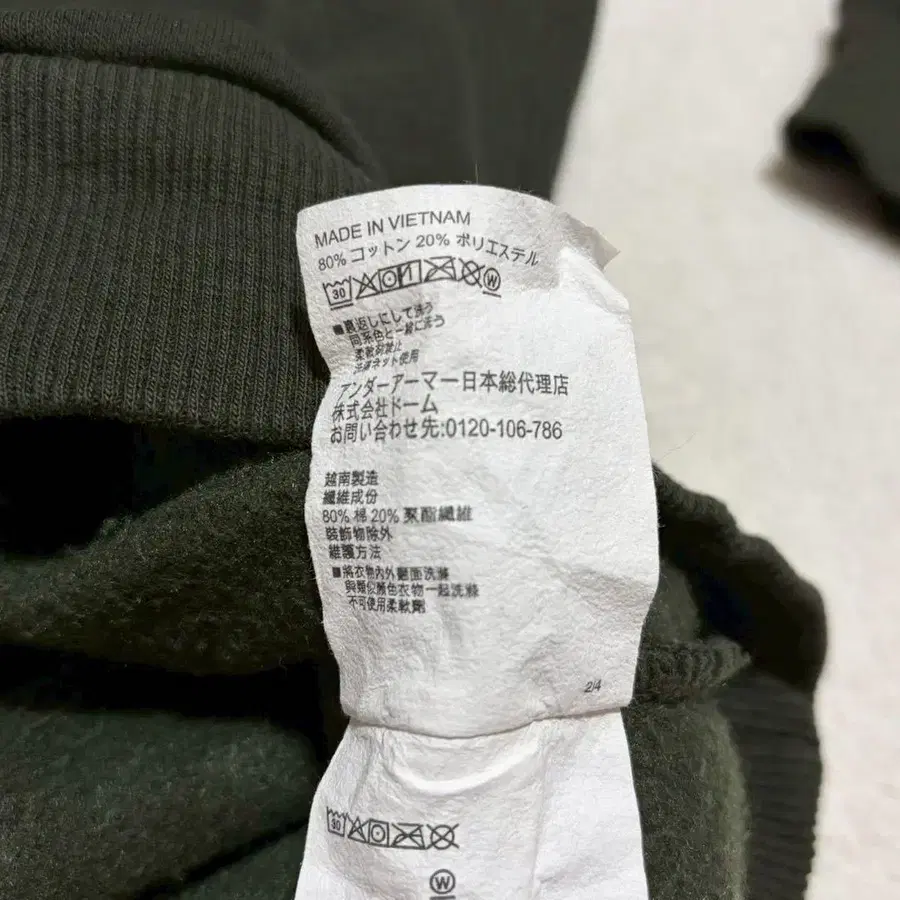 MADE IN VIETNAM
80% コットン 20% ポリエステル
30 W
■裏返しにして洗う
同系色と一緒に洗う
柔軟剤禁止
洗濯ネット使用
アンダーアーマー日本総代理店
株式会社ドーム
お問い合わせ先:0120-106-786
越南製造
纖維成份
80% 棉 20% 聚酯纖維
裝飾物除外
維護方法
■將衣物內外翻面洗滌
與類似顏色衣物一起洗滌
不可使用柔軟劑
2/4
30
W